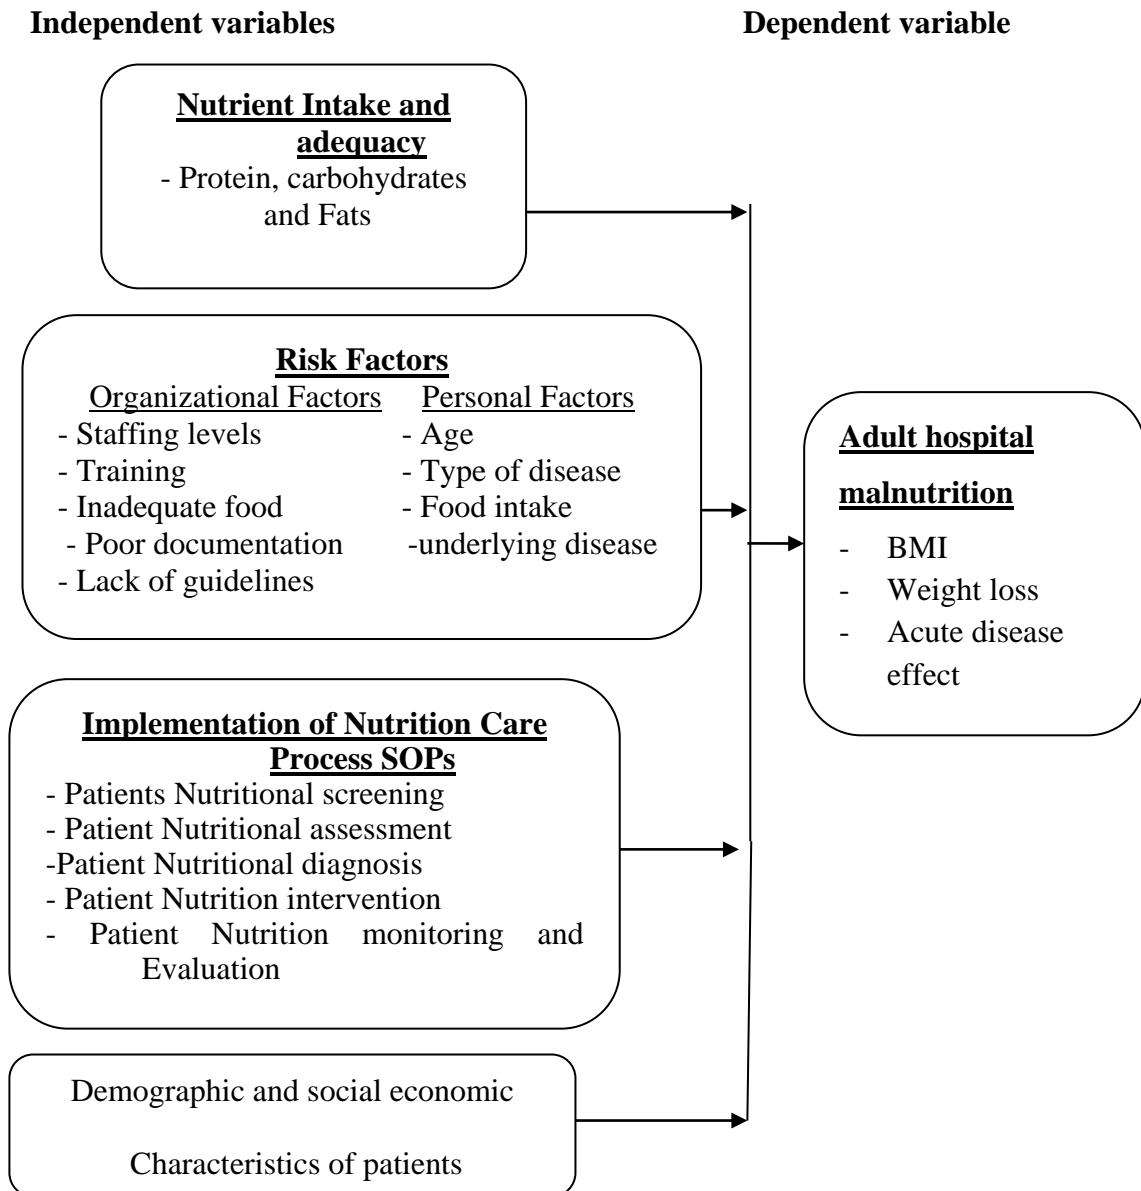 Independent variables
Dependent variable
Nutrient Intake and
adequacy
- Protein, carbohydrates
and Fats
Risk Factors
Organizational Factors Personal Factors
- Staffing levels - Age
- Training - Type of disease
- Inadequate food - Food intake
- Poor documentation -underlying disease
- Lack of guidelines
Implementation of Nutrition Care
Process SOPs
- Patients Nutritional screening
- Patient Nutritional assessment
-Patient Nutritional diagnosis
- Patient Nutrition intervention
- Patient Nutrition monitoring and
Evaluation
Demographic and social economic
Characteristics of patients
Adult hospital
malnutrition
- BMI
- Weight loss
- Acute disease
effect